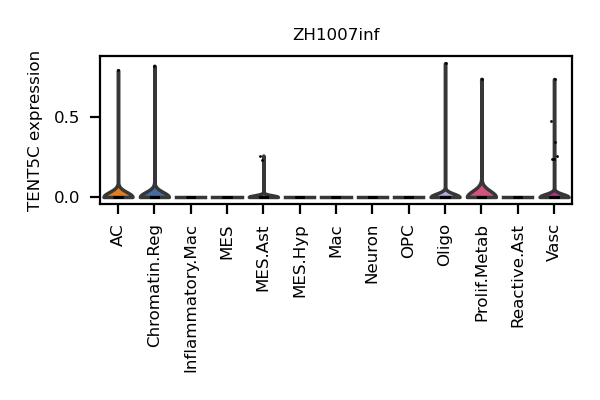 ZH1007inf
TENT5C expression
0.5
0.0
AC
Chromatin.Reg
Inflammatory.Mac
MES
MES.Ast
MES.Hyp
Mac
Neuron
OPC
Oligo
Prolif.Metab
Reactive.Ast
Vasc